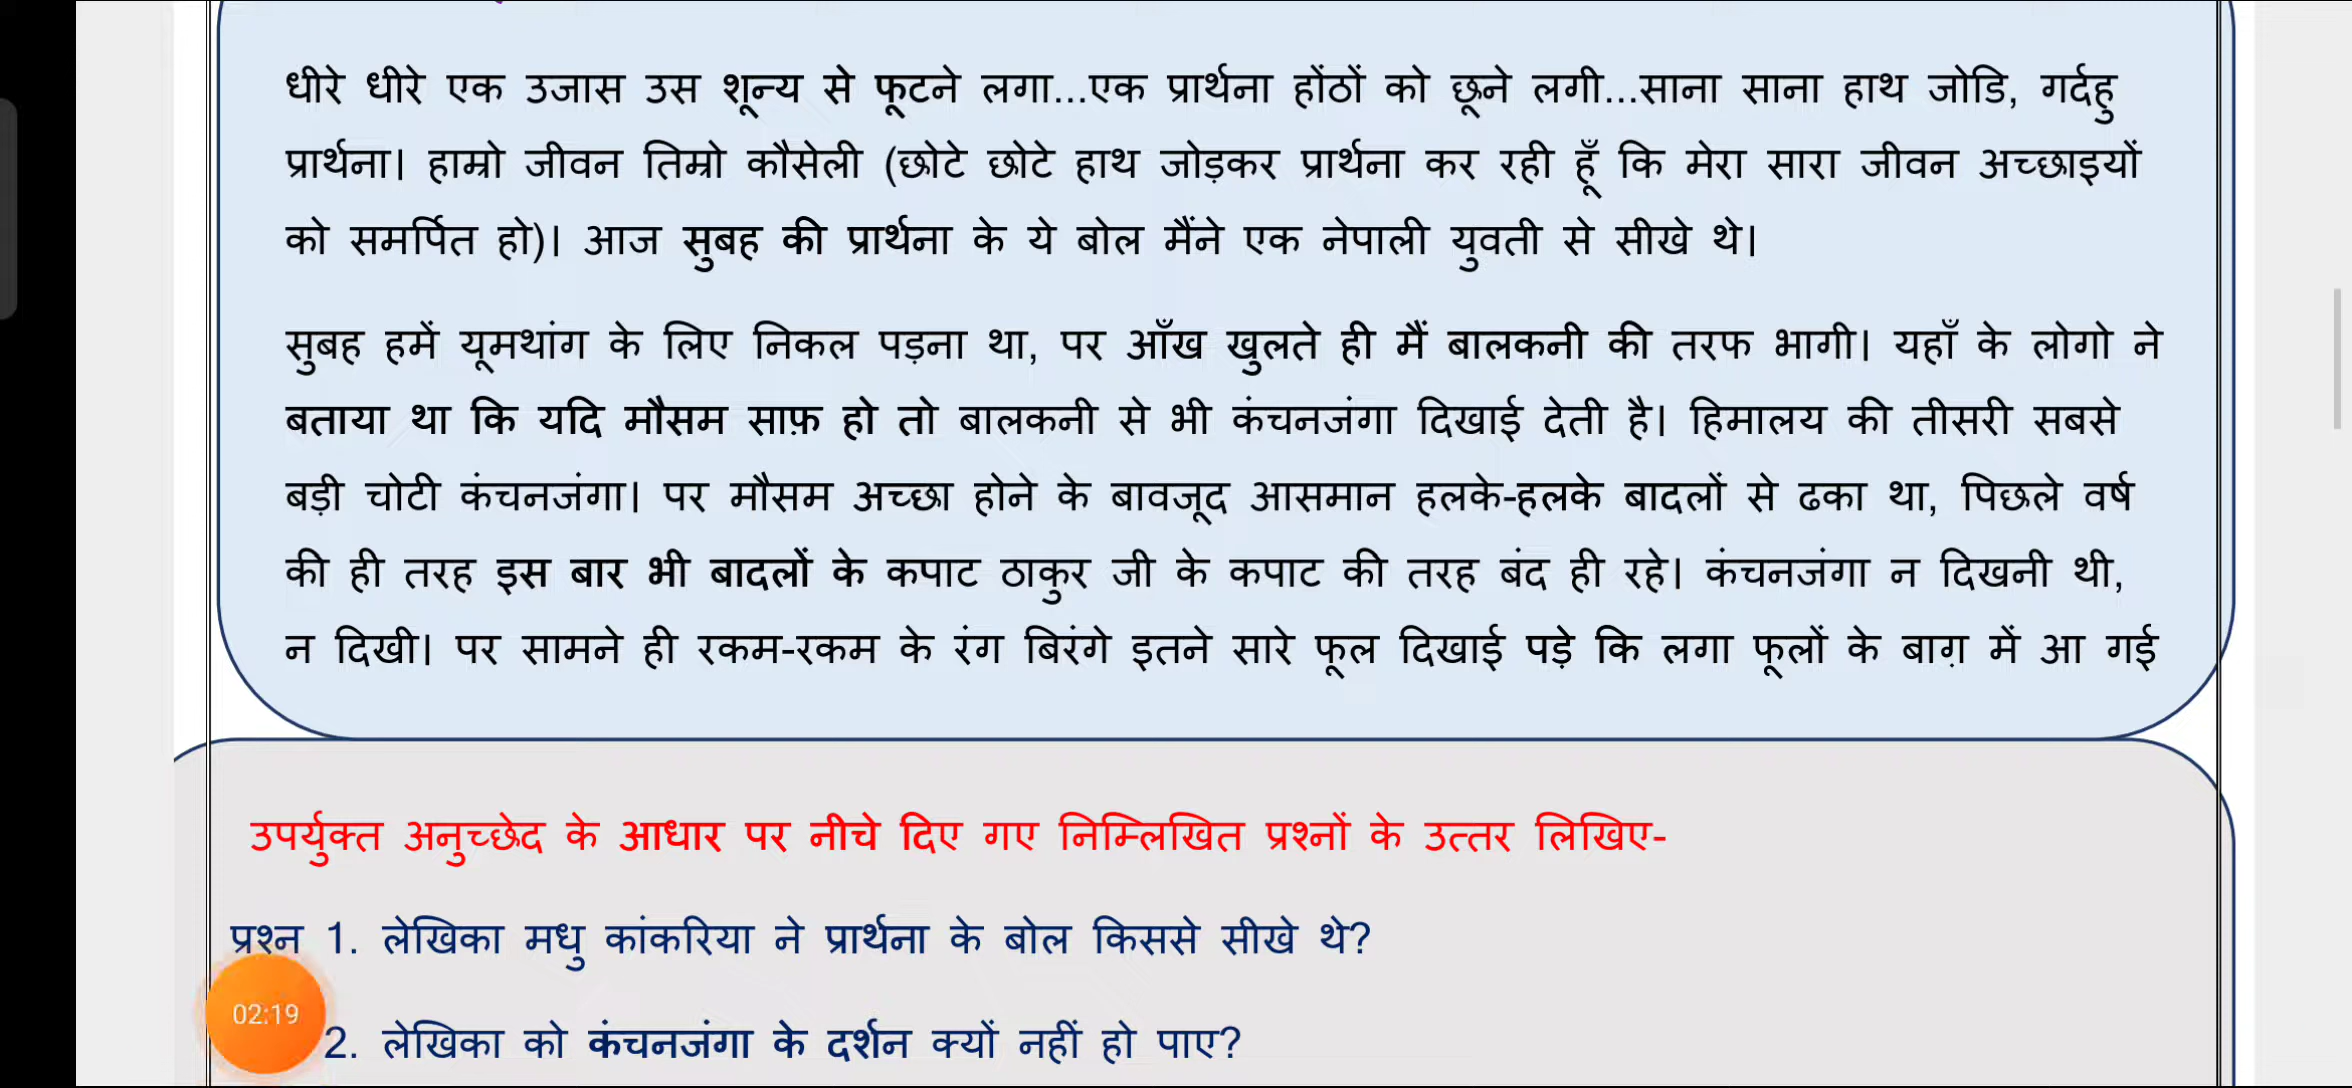 धीरे धीरे एक उजास उस शून्य से फूटने लगा...एक प्रार्थना होंठों को छूने लगी...साना साना हाथ जोडि, गर्दहु
प्रार्थना। हाम्रो जीवन तिम्रो कौसेली (छोटे छोटे हाथ जोड़कर प्रार्थना कर रही हूँ कि मेरा सारा जीवन अच्छाइयों
को समर्पित हो)। आज सुबह की प्रार्थना के ये बोल मैंने एक नेपाली युवती से सीखे थे।
सुबह हमें यूमथांग के लिए निकल पड़ना था, पर आँख खुलते ही मैं बालकनी की तरफ भागी। यहाँ के लोगो ने
बताया था कि यदि मौसम साफ़ हो तो बालकनी से भी कंचनजंगा दिखाई देती है। हिमालय की तीसरी सबसे
बड़ी चोटी कंचनजंगा। पर मौसम अच्छा होने के बावजूद आसमान हलके-हलके बादलों से ढका था, पिछले वर्ष
की ही तरह इस बार भी बादलों के कपाट ठाकुर जी के कपाट की तरह बंद ही रहे। कंचनजंगा न दिखनी थी,
न दिखी। पर सामने ही रकम-रकम के रंग बिरंगे इतने सारे फूल दिखाई पड़े कि लगा फूलों के बाग़ में आ गई
उपर्युक्त अनुच्छेद के आधार पर नीचे दिए गए निम्लिखित प्रश्नों के उत्तर लिखिए-
प्रश्न 1. लेखिका मधु कांकरिया ने प्रार्थना के बोल किससे सीखे थे?
02:19
2. लेखिका को कंचनजंगा के दर्शन क्यों नहीं हो पाए?